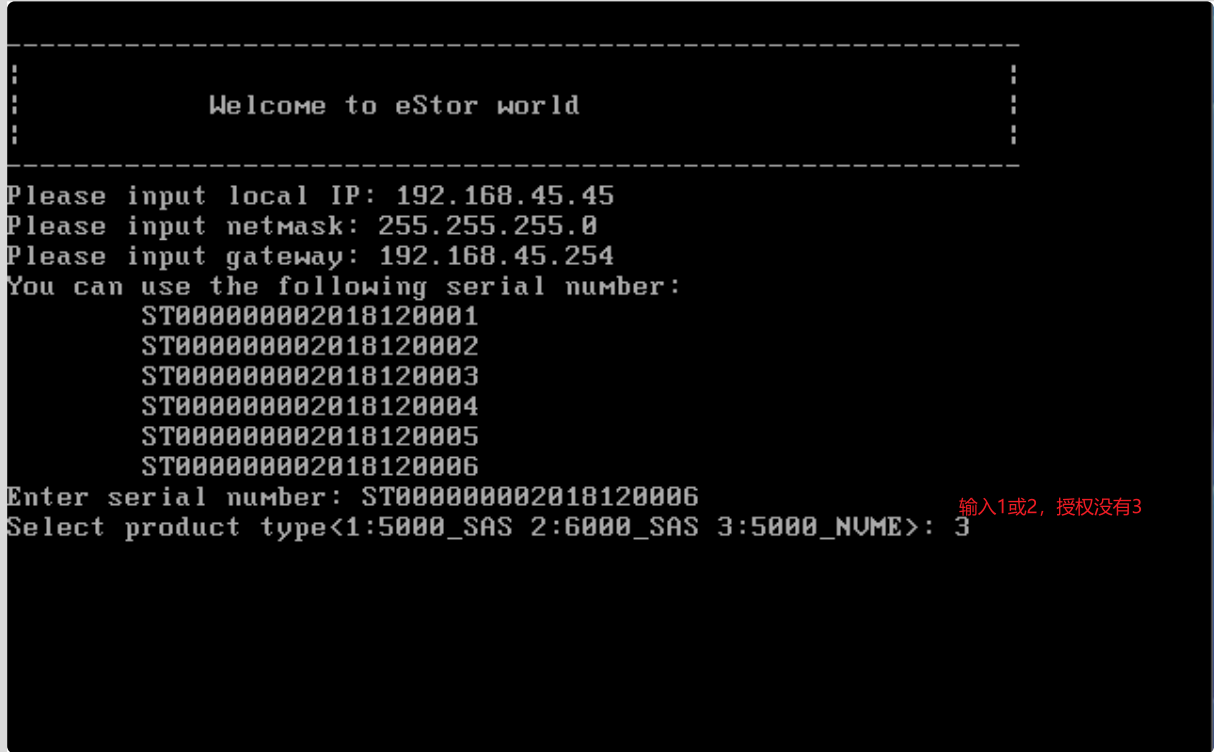 Welcome to eStor world
Please input local IP: 192.168.45.45
Please input netmask: 255.255.255.0
Please input gateway: 192.168.45.254
You can use the following serial number:
ST000000002018120001
ST000000002018120002
ST000000002018120003
ST000000002018120004
ST000000002018120005
ST000000002018120006
Enter serial number: ST000000002018120006
输入1或2，授权没有3
Select product type<1:5000_SAS 2:6000_SAS 3:5000_NVME>: 3